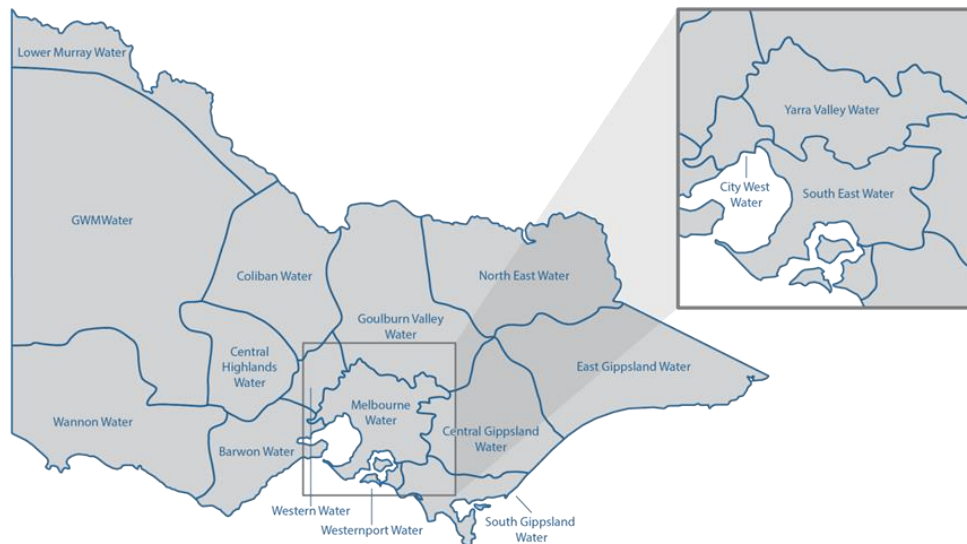 Lower Murray Water
GWMWater
Coliban Water
North East Water
Goulburn Valley
Water
Central
Highlands
Water
East Gippsland Water
Wannon Water
Barwon Water
Melbourne
Water
Central Gippsland
Water
Western Water
Westernport Water
South Gippsland
Water
Yarra Valley Water
City West
Water
South East Water